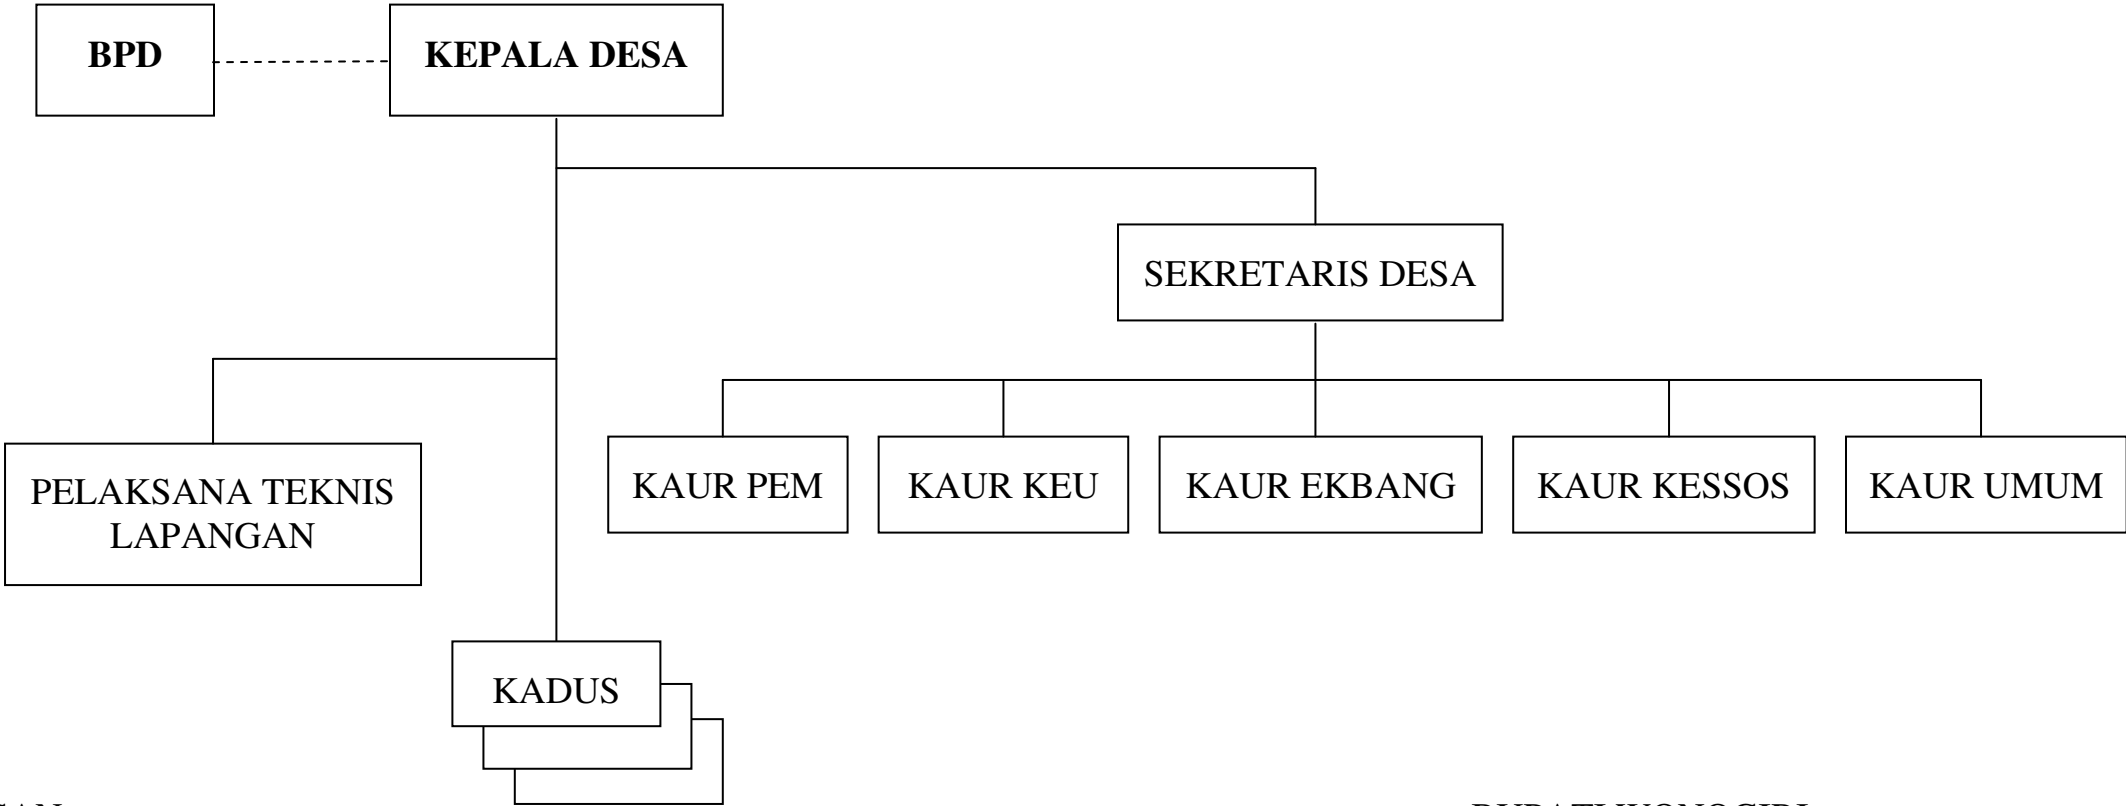 BPD
KEPALA DESA
SEKRETARIS DESA
PELAKSANA TEKNIS
LAPANGAN
KAUR PEM
KAUR KEU
KAUR EKBANG
KAUR KESSOS
KAUR UMUM
KADUS